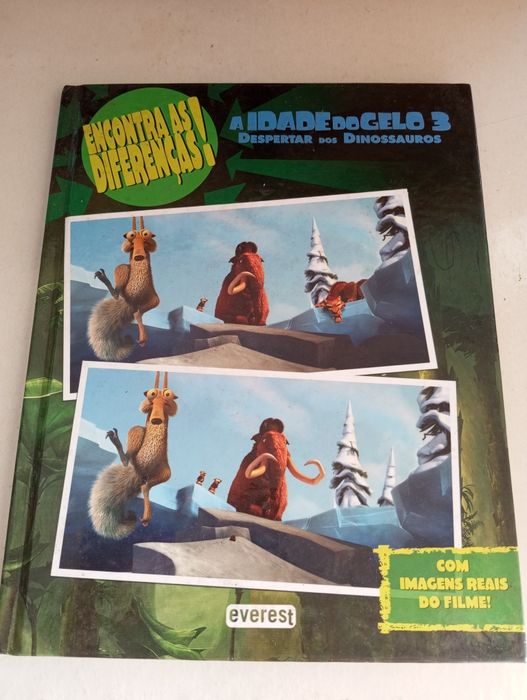 ENCONTRA AS
DIFERENÇAS!
A IDADE DO GELO 3
DESPERTAR DOS DINOSSAUROS
COM
IMAGENS REAIS
DO FILME!
everest